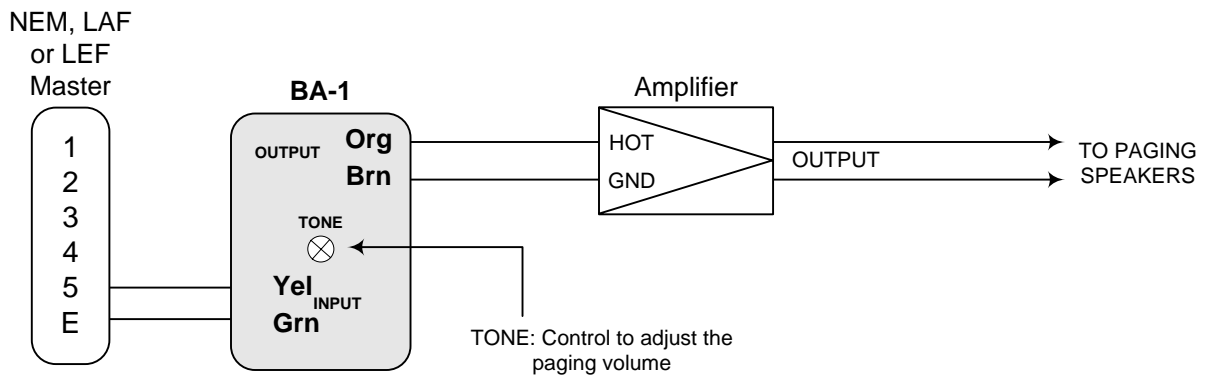 NEM, LAF
or LEF
Master
1
2
3
4
5
E
BA-1
OUTPUT
Org
Brn
TONE
Yel
INPUT
Grn
TONE: Control to adjust the
paging volume
Amplifier
HOT
GND
OUTPUT
TO PAGING
SPEAKERS